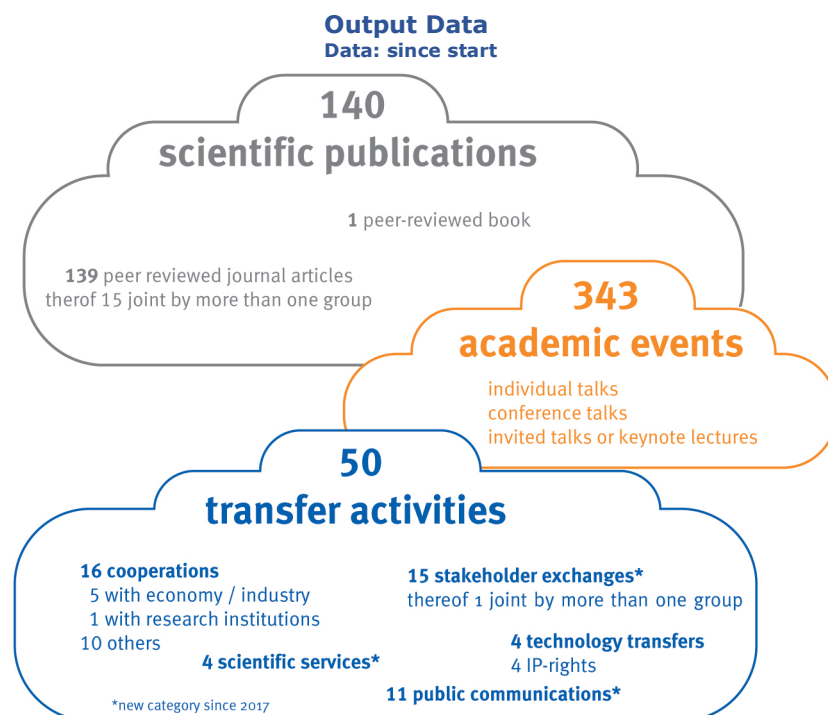 Output Data
Data: since start
140
scientific publications
1 peer-reviewed book
139 peer reviewed journal articles
therof 15 joint by more than one group
343
academic events
individual talks
conference talks
invited talks or keynote lectures
50
transfer activities
16 cooperations
5 with economy / industry
1 with research institutions
10 others
15 stakeholder exchanges*
thereof 1 joint by more than one group
4 scientific services*
4 technology transfers
4 IP-rights
11 public communications*
*new category since 2017